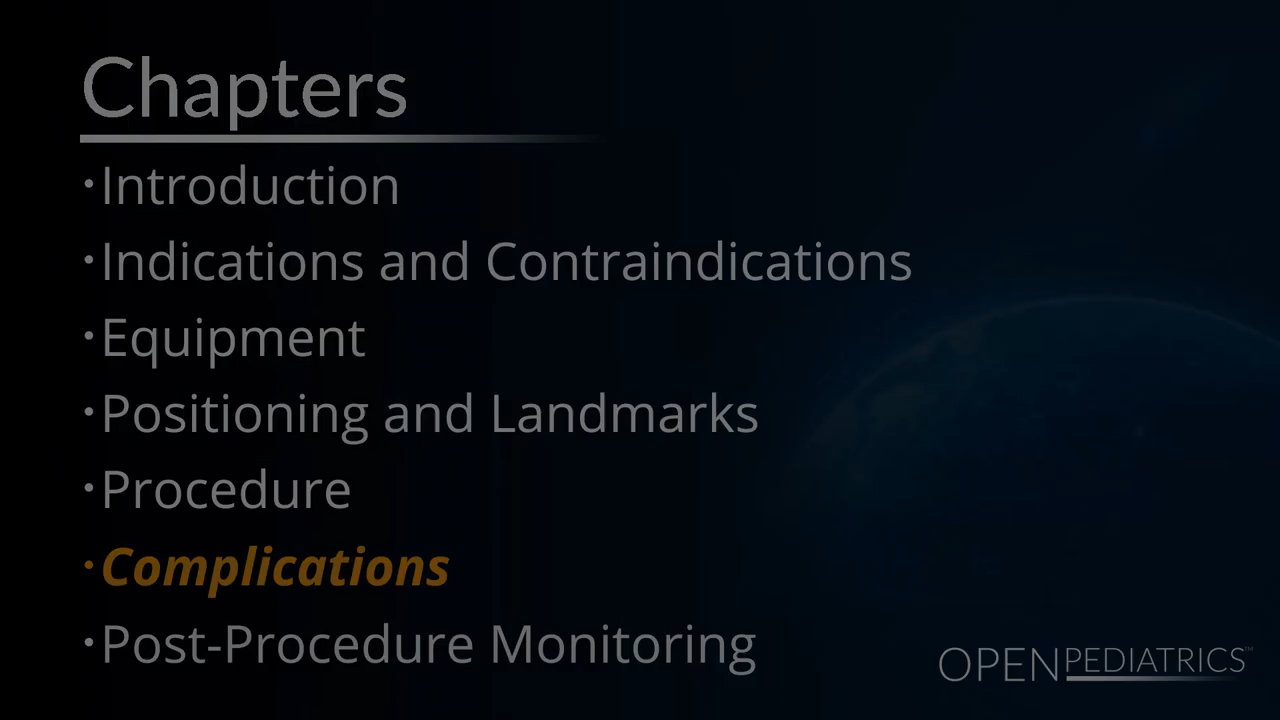 Chapters
•Introduction
•Indications and Contraindications
•Equipment
•Positioning and Landmarks
•Procedure
•Complications
•Post-Procedure Monitoring
OPENPEDIATRICS™